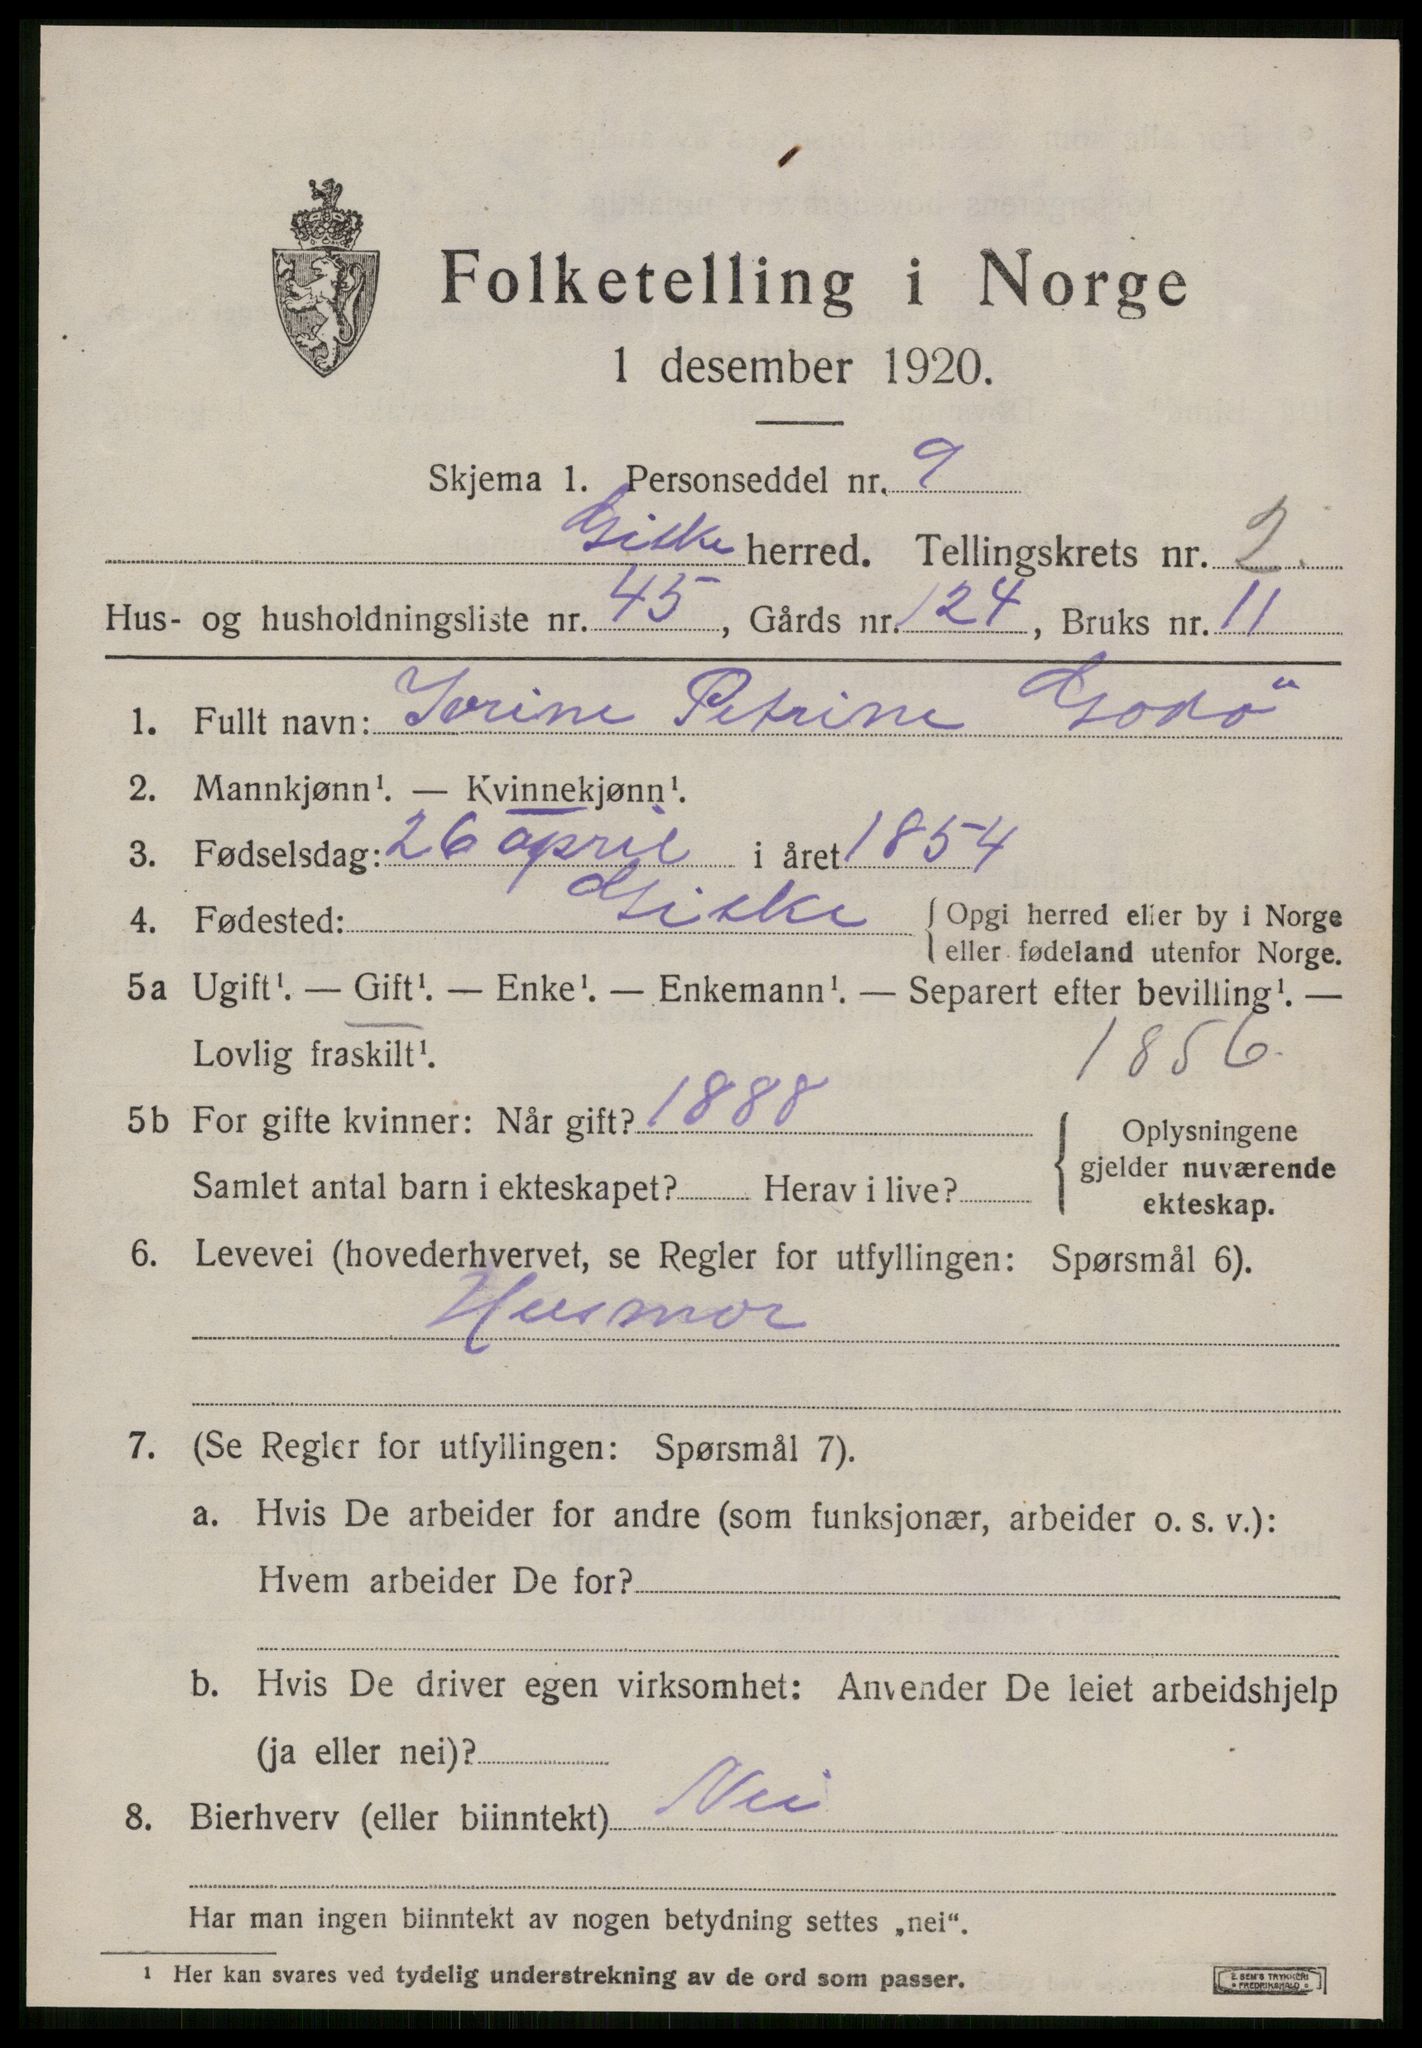 Folketelling i Norge
1 desember 1920.
Skjema 1. Personseddel nr. 9
Giske herred. Tellingskrets nr. 2.
Hus- og husholdningsliste nr. 45, Gårds nr. 124, Bruks nr. 11
1. Fullt navn: Petrine Godö
2. Mannkjønn¹. — Kvinnekjønn¹.
3. Fødselsdag: 26 april i året 1854
4. Fødested: Giske { Opgi herred eller by i Norge
eller fødeland utenfor Norge.
5a Ugift¹. — Gift¹. — Enke¹. — Enkemann¹. — Separert efter bevilling¹. —
Lovlig fraskilt¹. 1856.
5b For gifte kvinner: Når gift? 1888
Samlet antal barn i ekteskapet? Herav i live?
{ Oplysningene
gjelder nuværende
ekteskap.
6. Levevei (hovederhvervet, se Regler for utfyllingen: Spørsmål 6).
Husmor
7. (Se Regler for utfyllingen: Spørsmål 7).
a. Hvis De arbeider for andre (som funksjonær, arbeider o. s. v.):
Hvem arbeider De for?
b. Hvis De driver egen virksomhet: Anvender De leiet arbeidshjelp
(ja eller nei)?
8. Bierhverv (eller biinntekt) Nei
Har man ingen biinntekt av nogen betydning settes „nei“.
¹ Her kan svares ved tydelig understrekning av de ord som passer.
E. SEM'S TRYKKERI
FREDRIKSHALD